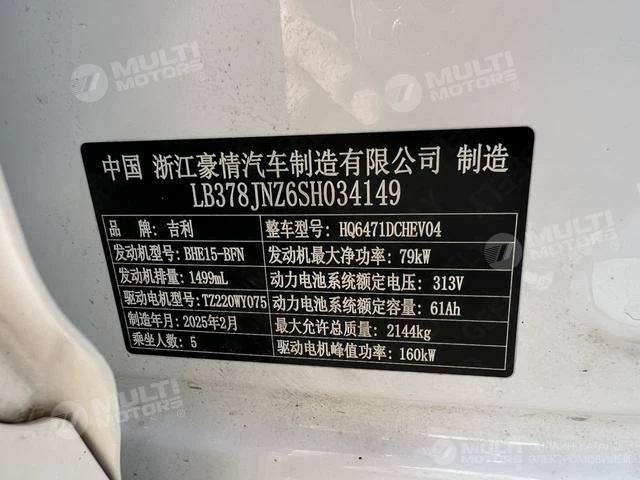 MULTI MOTORS
MULTI MOTORS
中国 浙江豪情汽车制造有限公司 制造
LB378JNZ6SH034149
品牌：吉利 整车型号：HQ6471DCHEV04
发动机型号：BHE15-BFN 发动机最大净功率：79kW
发动机排量：1499mL 动力电池系统额定电压：313V
驱动电机型号：TZ220WY075 动力电池系统额定容量：61Ah
制造年月：2025年2月 最大允许总质量：2144kg
乘坐人数：5 驱动电机峰值功率：160kW
MULTI MOTORS
MULTI
ЭЛЕКТРОМОБИЛЕЙ